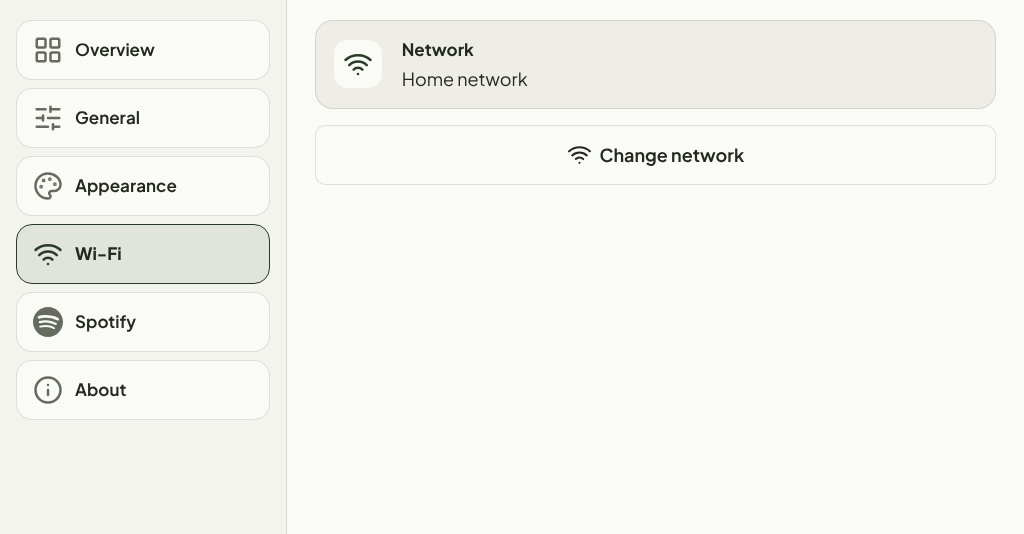 Overview
General
Appearance
Wi-Fi
Spotify
About
Network
Home network
Change network